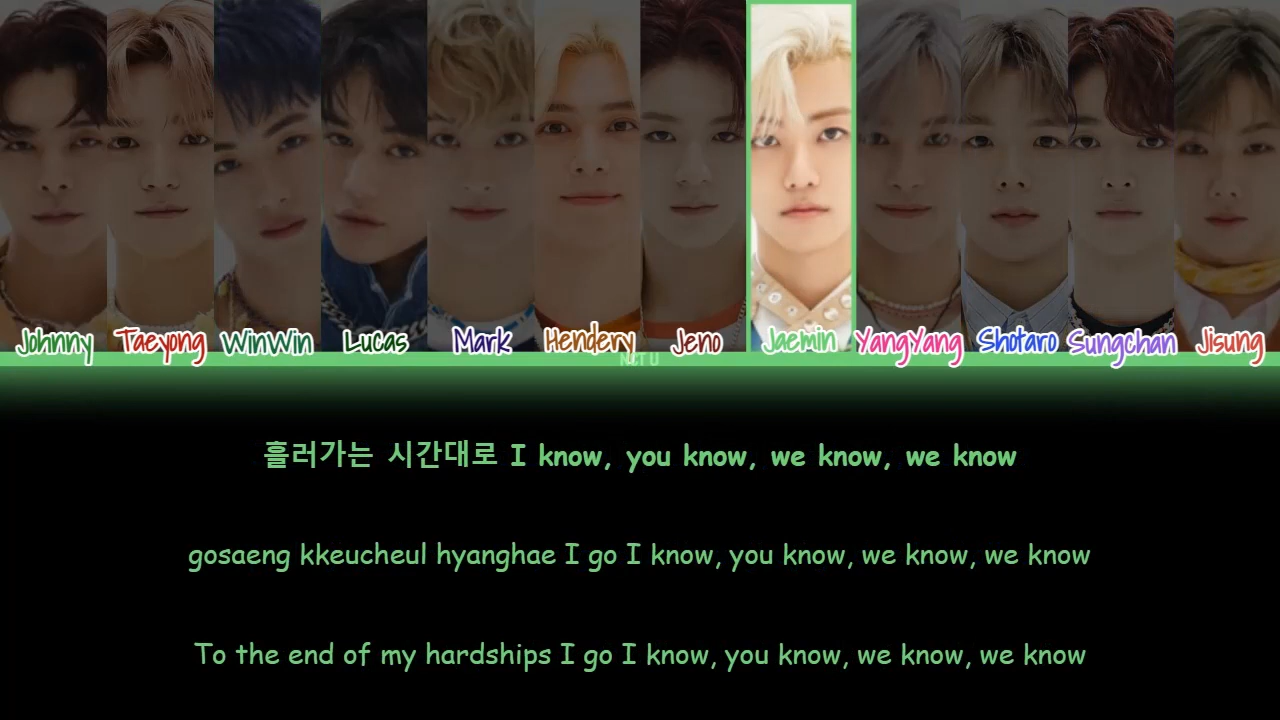 Johnny Taeyong WinWin Lucas Mark Hendery Jeno Jaemin YangYang Shotaro Sungchan Jisung
NCT U
흘러가는 시간대로 I know, you know, we know, we know
gosaeng kkeucheul hyanghae I go I know, you know, we know, we know
To the end of my hardships I go I know, you know, we know, we know